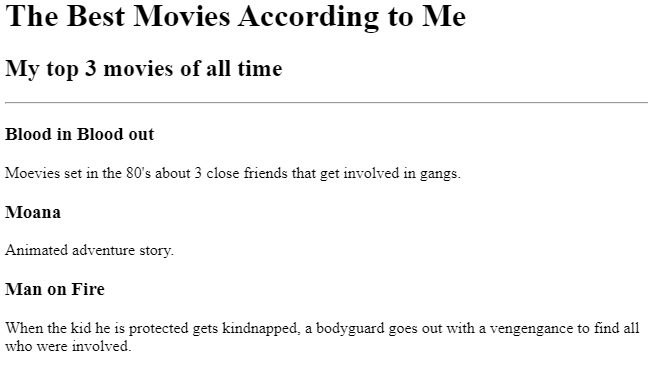 The Best Movies According to Me
My top 3 movies of all time
Blood in Blood out
Moevies set in the 80's about 3 close friends that get involved in gangs.
Moana
Animated adventure story.
Man on Fire
When the kid he is protected gets kindnapped, a bodyguard goes out with a vengengance to find all
who were involved.